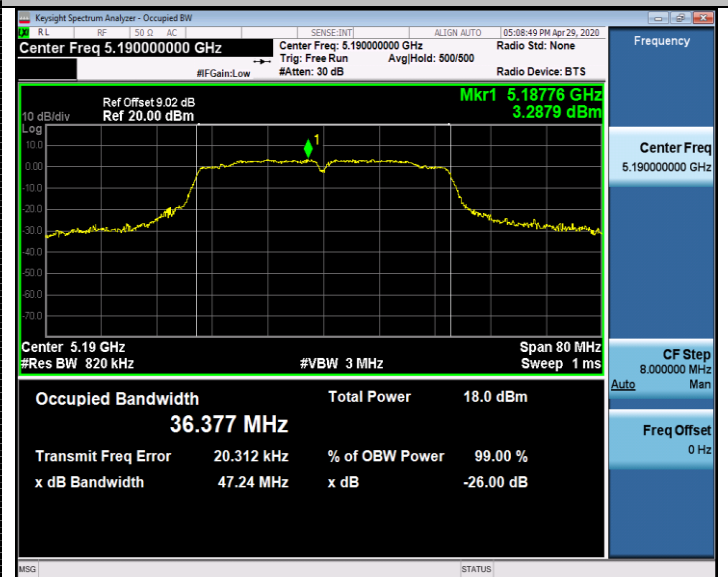 Keysight Spectrum Analyzer - Occupied BW
LXI RL RF 50 Ω AC SENSE:INT ALIGN AUTO 05:08:49 PM Apr 29, 2020
Center Freq 5.190000000 GHz
Center Freq: 5.190000000 GHz Radio Std: None
Trig: Free Run Avg|Hold: 500/500
#IFGain:Low #Atten: 30 dB Radio Device: BTS
Frequency
Ref Offset 9.02 dB
10 dB/div Ref 20.00 dBm
Mkr1 5.18776 GHz
3.2879 dBm
Log
10.0
0.00
-10.0
-20.0
-30.0
-40.0
-50.0
-60.0
-70.0
1
Center 5.19 GHz Span 80 MHz
#Res BW 820 kHz #VBW 3 MHz Sweep 1 ms
Occupied Bandwidth Total Power 18.0 dBm
36.377 MHz
Transmit Freq Error 20.312 kHz % of OBW Power 99.00 %
x dB Bandwidth 47.24 MHz x dB -26.00 dB
Center Freq
5.190000000 GHz
CF Step
8.000000 MHz
Auto Man
Freq Offset
0 Hz
MSG STATUS